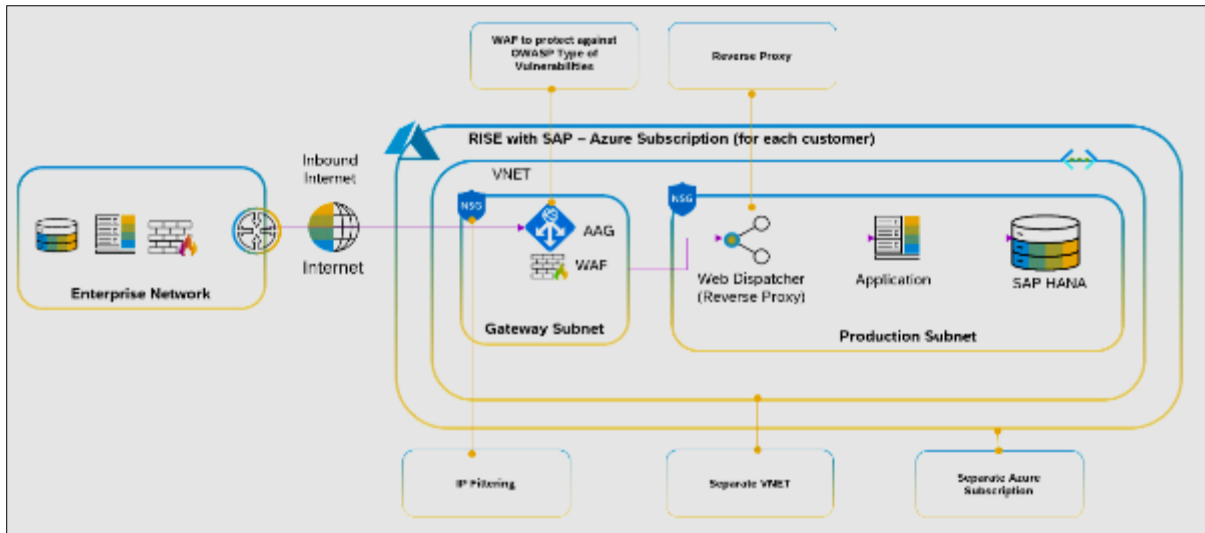 WAF to protect against
OWASP Type of
Vulnerabilities
Reverse Proxy
RISE with SAP – Azure Subscription (for each customer)
Inbound
Internet
VNET
NSG
NSG
AAG
WAF
Internet
Web Dispatcher
(Reverse Proxy)
Application
SAP HANA
Enterprise Network
Gateway Subnet
Production Subnet
IP Filtering
Separate VNET
Separate Azure
Subscription